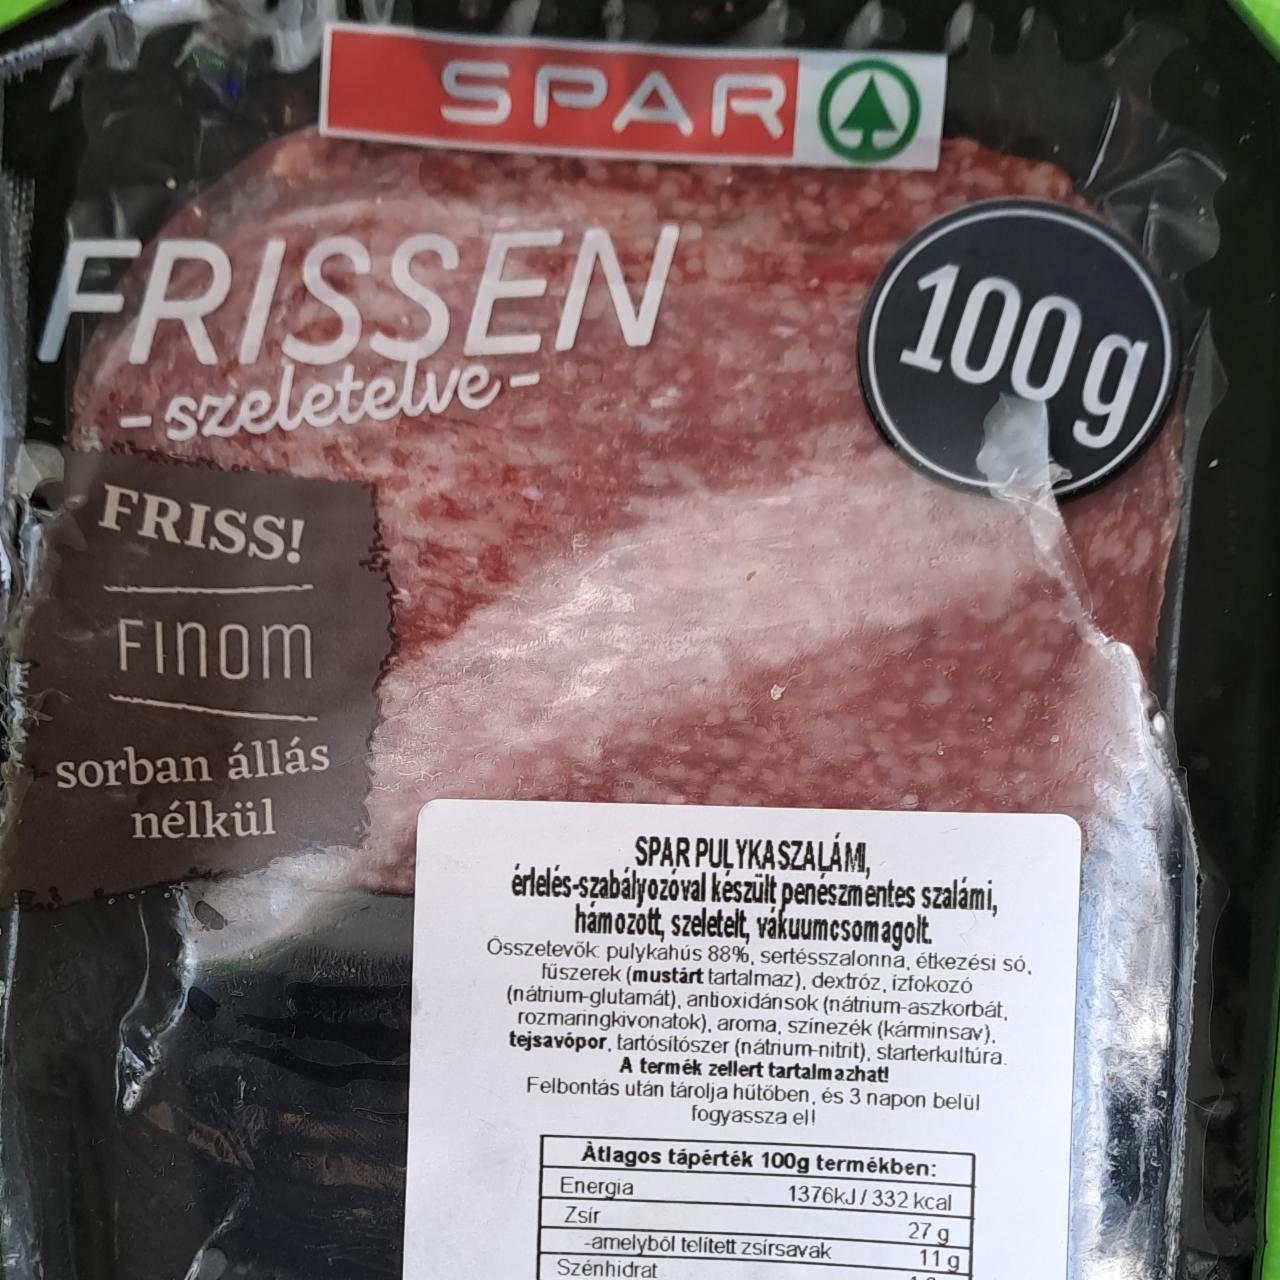 SPAR
FRISSEN
- szeletelve -
100 g
FRISS!
FINOM
sorban állás
nélkül
SPAR PULYKASZALÁMI,
érlelés-szabályozóval készült penészmentes szalámi,
hámozott, szeletelt, vákuumcsomagolt.
Összetevők: pulykahús 88%, sertésszalonna, étkezési só,
fűszerek (mustárt tartalmaz), dextróz, ízfokozó
(nátrium-glutamát), antioxidánsok (nátrium-aszkorbát,
rozmaringkivonatok), aroma, színezék (kárminsav),
tejsavópor, tartósítószer (nátrium-nitrit), starterkultúra.
A termék zellert tartalmazhat!
Felbontás után tárolja hűtőben, és 3 napon belül
fogyassza el!
Átlagos tápérték 100g termékben:
Energia 1376kJ / 332 kcal
Zsír 27 g
-amelyből telített zsírsavak 11 g
Szénhidrát